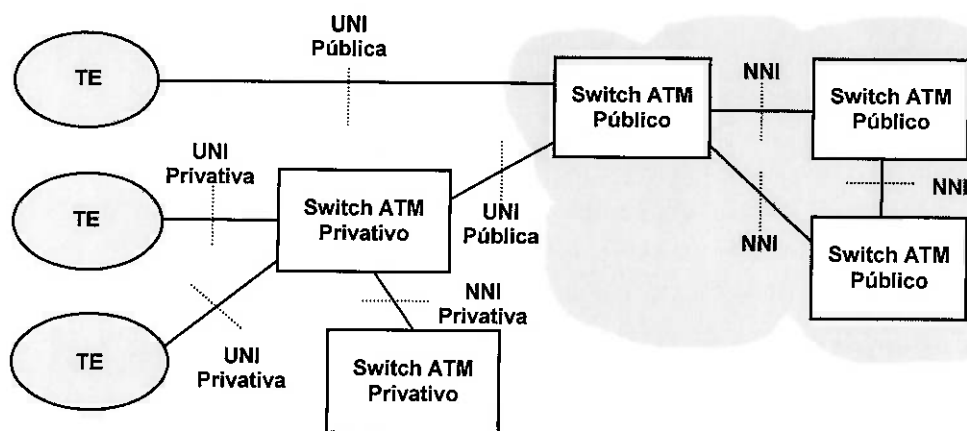 UNI
Pública
TE
Switch ATM
Público
NNI
Switch ATM
Público
UNI
Privativa
TE
Switch ATM
Privativo
UNI
Pública
NNI
NNI
Switch ATM
Público
TE
UNI
Privativa
NNI
Privativa
Switch ATM
Privativo